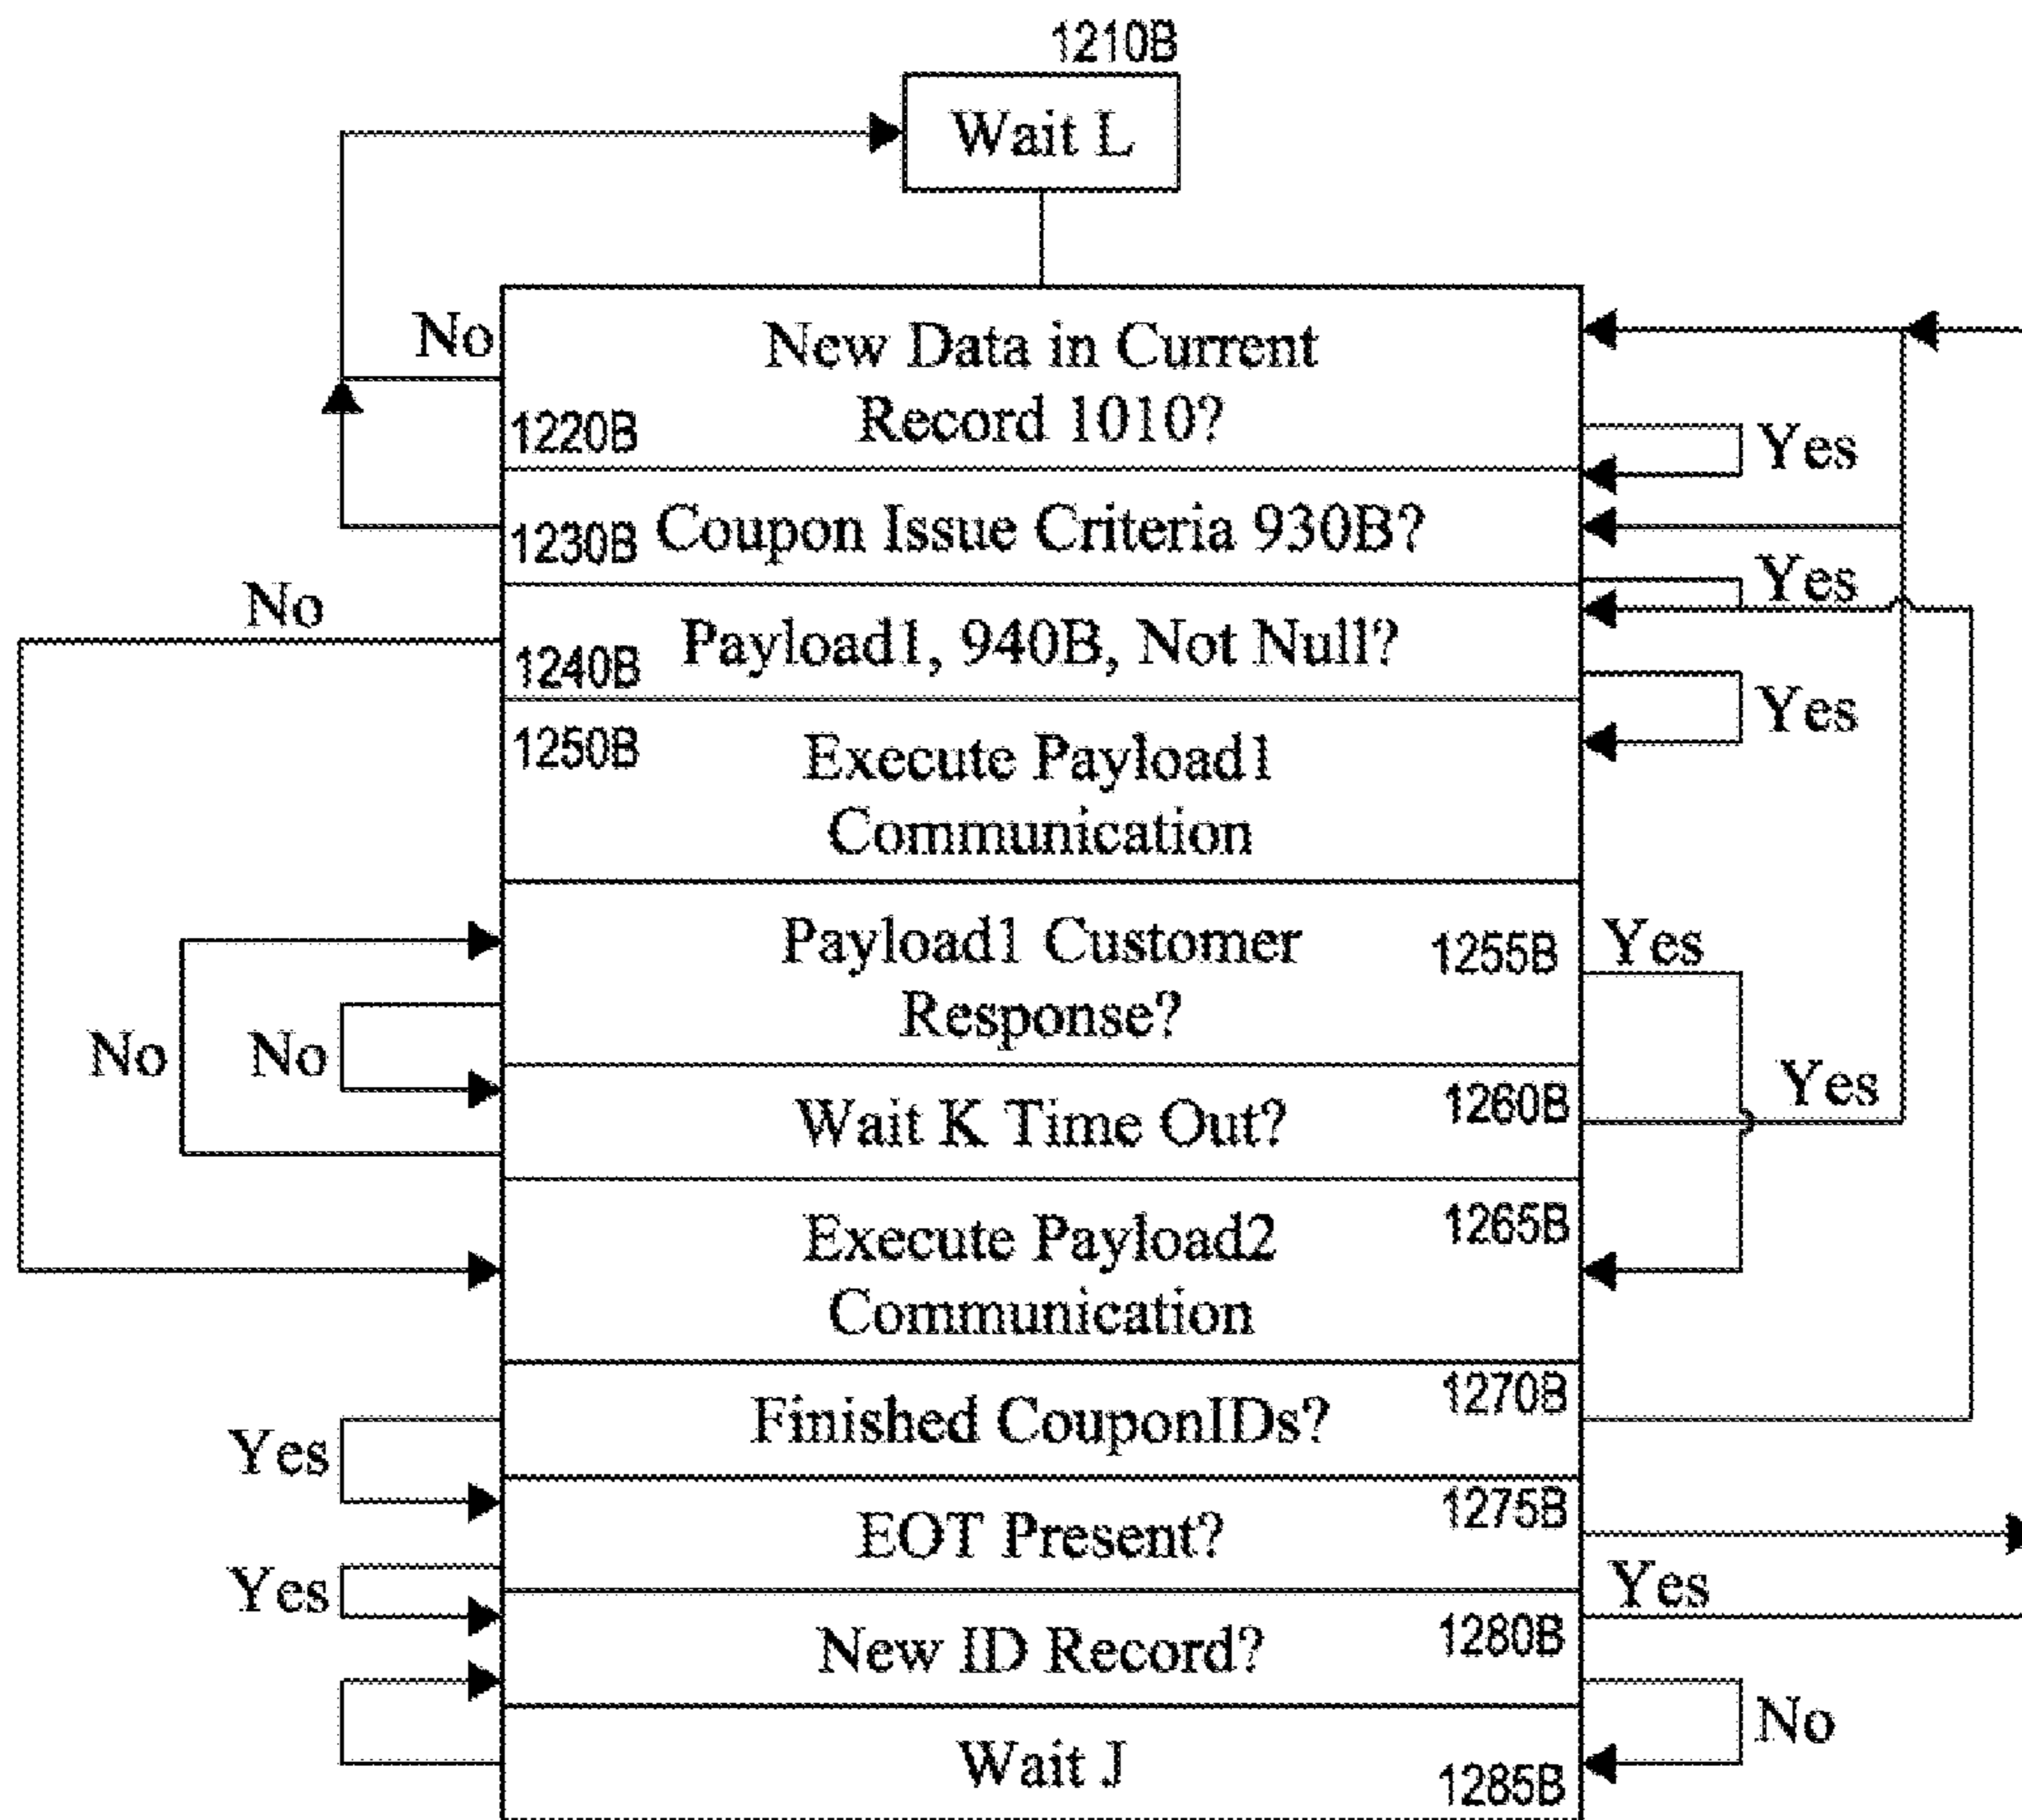 1210B
Wait L
No
New Data in Current
Record 1010?
1220B
Yes
1230B
Coupon Issue Criteria 930B?
Yes
No
1240B
Payload1, 940B, Not Null?
Yes
1250B
Execute Payload1
Communication
Payload1 Customer
Response?
1255B
Yes
No
No
Wait K Time Out?
1260B
Yes
Execute Payload2
Communication
1265B
Finished CouponIDs?
1270B
Yes
EOT Present?
1275B
Yes
Yes
New ID Record?
1280B
No
Wait J
1285B